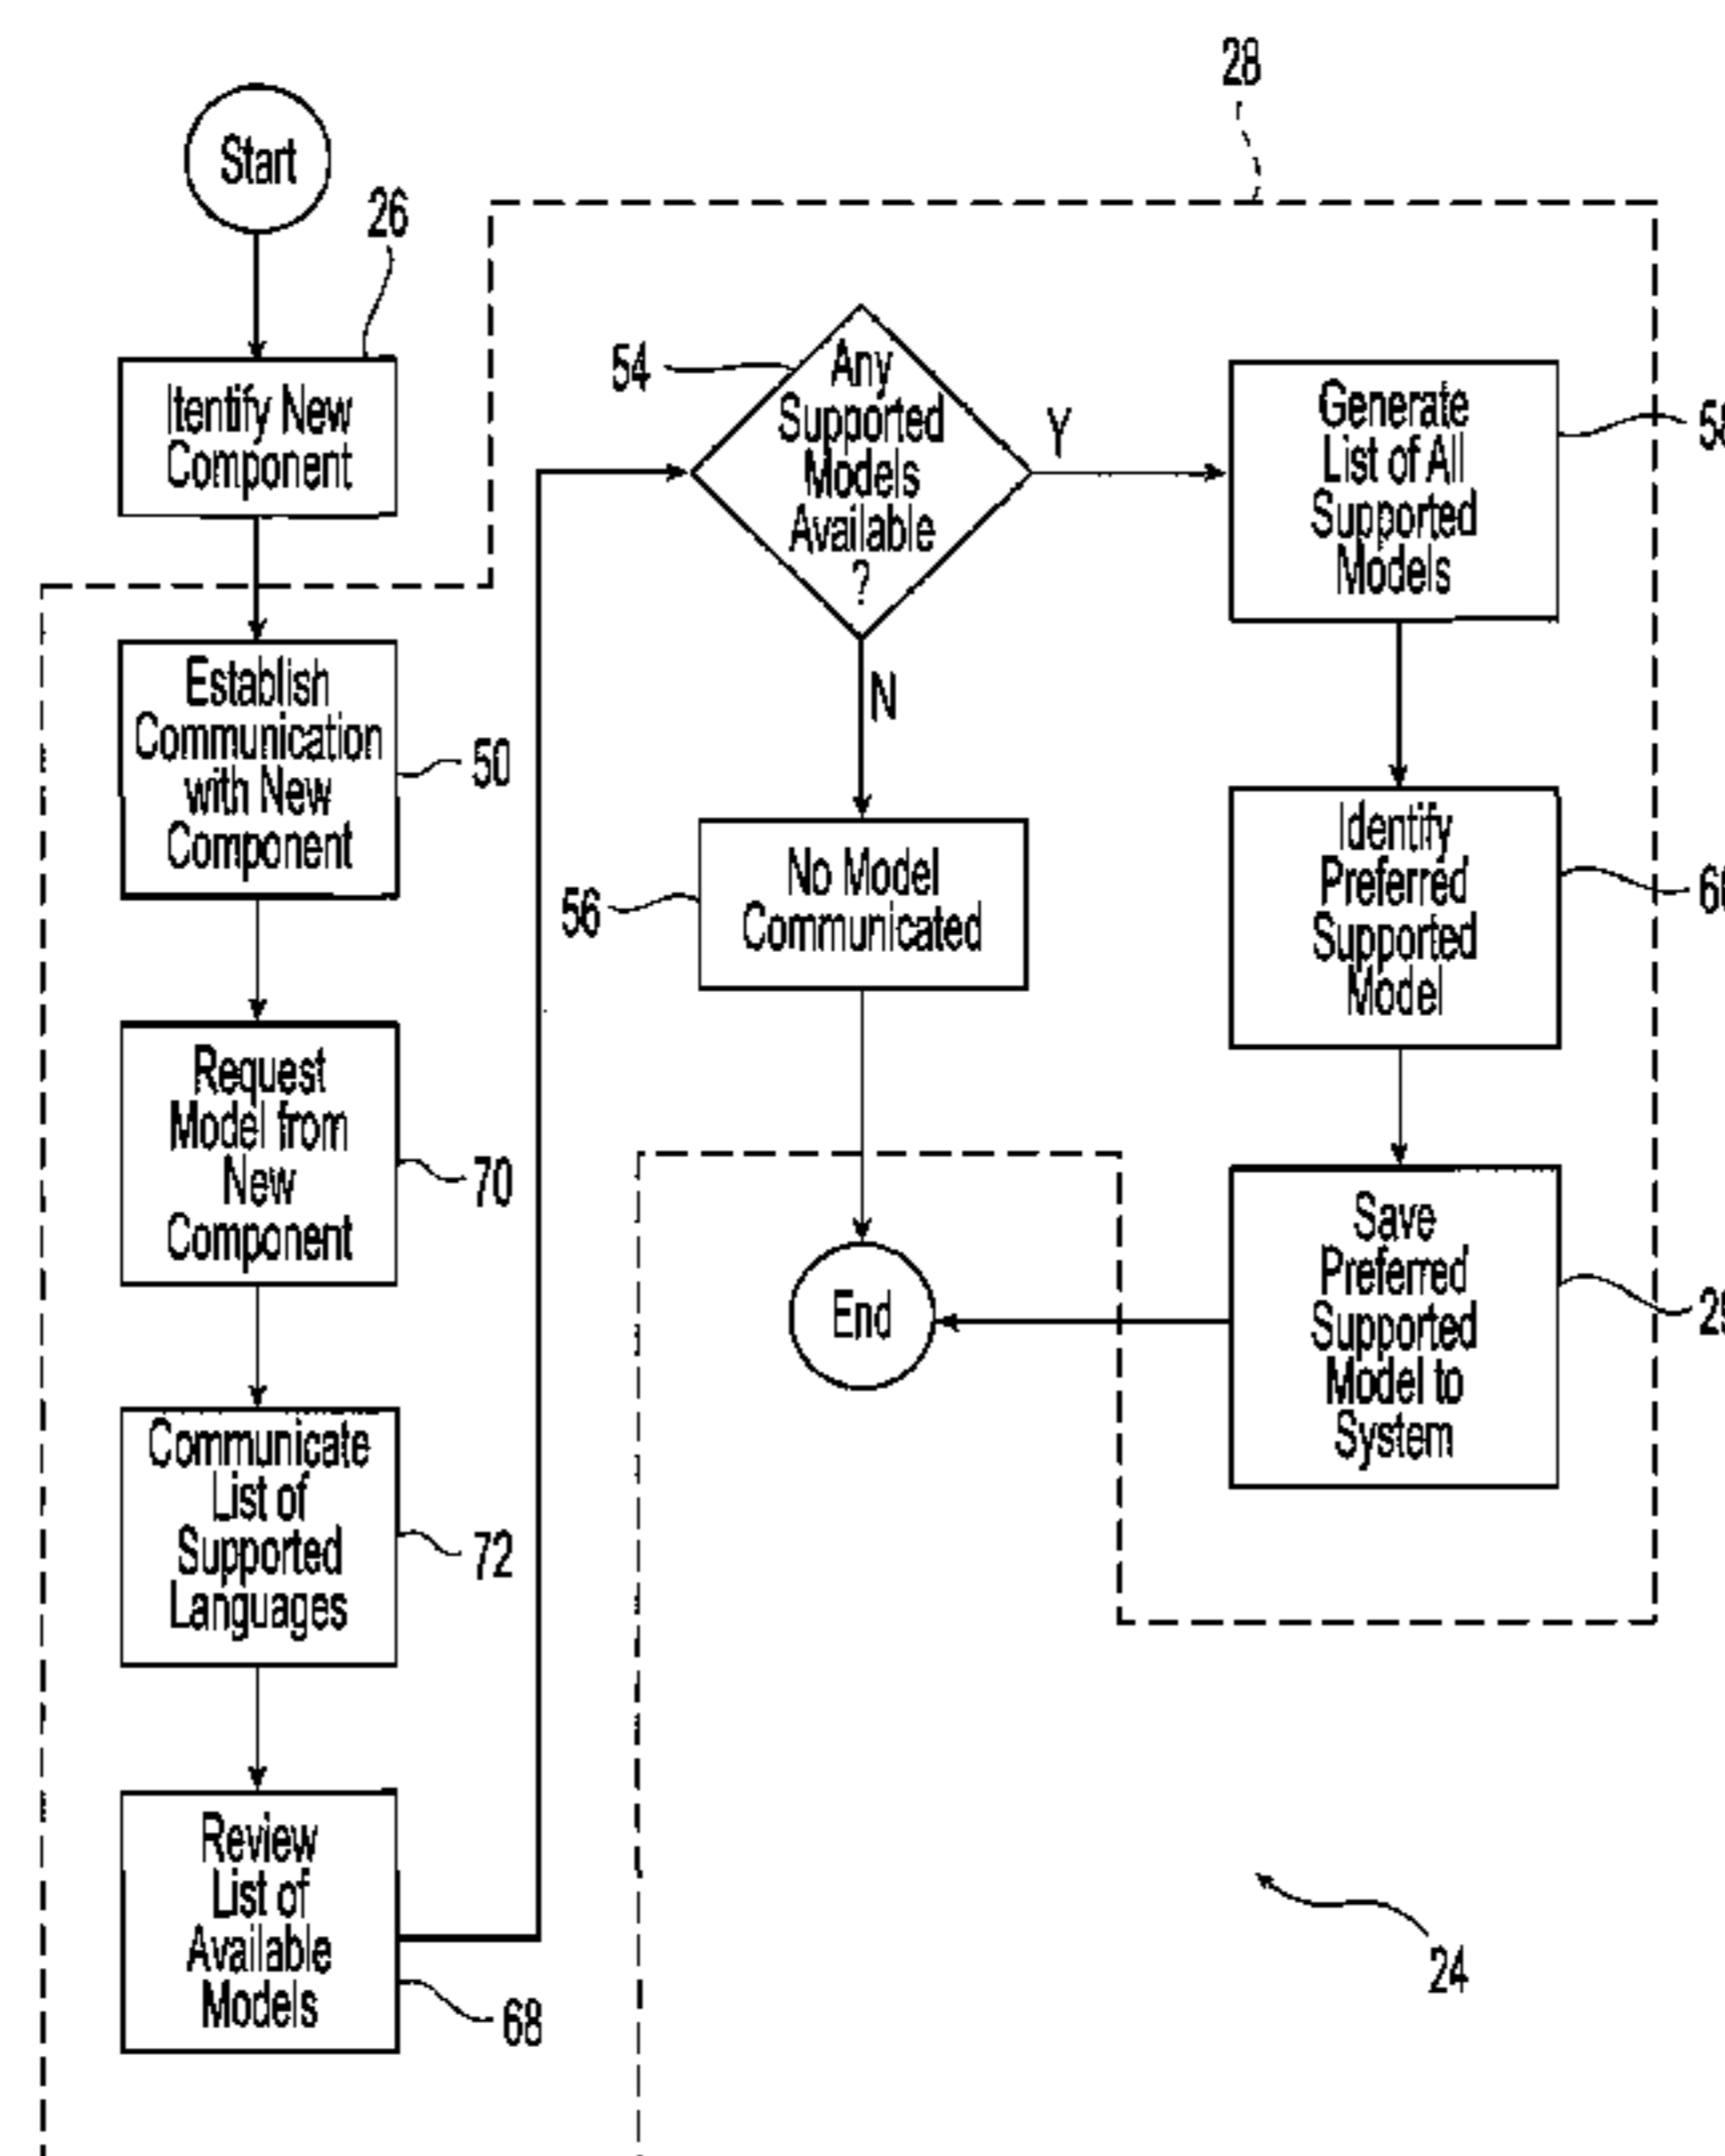 28
Start
26
Itentify New
Component
54
Any
Supported
Models
Available
?
Y
N
Generate
List of All
Supported
Models
Establish
Communication
with New
Component
50
No Model
Communicated
56
Identify
Preferred
Supported
Model
Request
Model from
New
Component
70
Save
Preferred
Supported
Model to
System
End
Communicate
List of
Supported
Languages
72
Review
List of
Available
Models
68
24